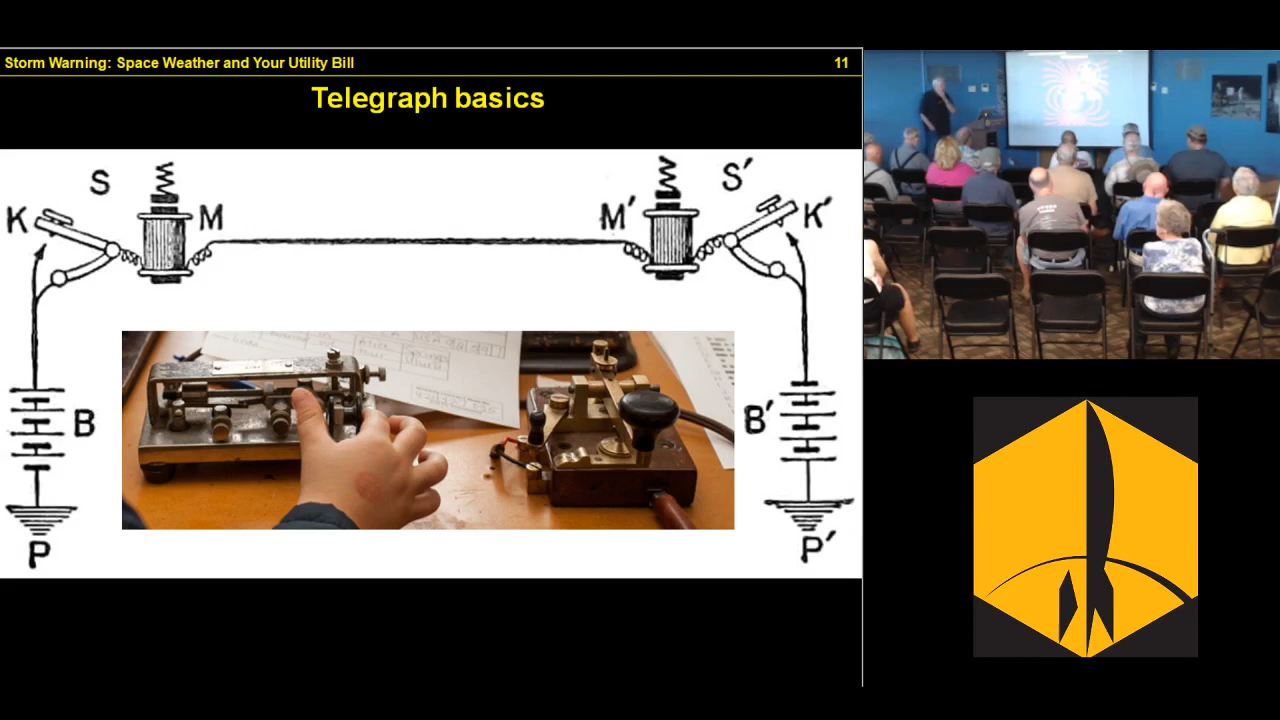 Storm Warning: Space Weather and Your Utility Bill 11
Telegraph basics
S S′
K M M′ K′
B B′
P P′